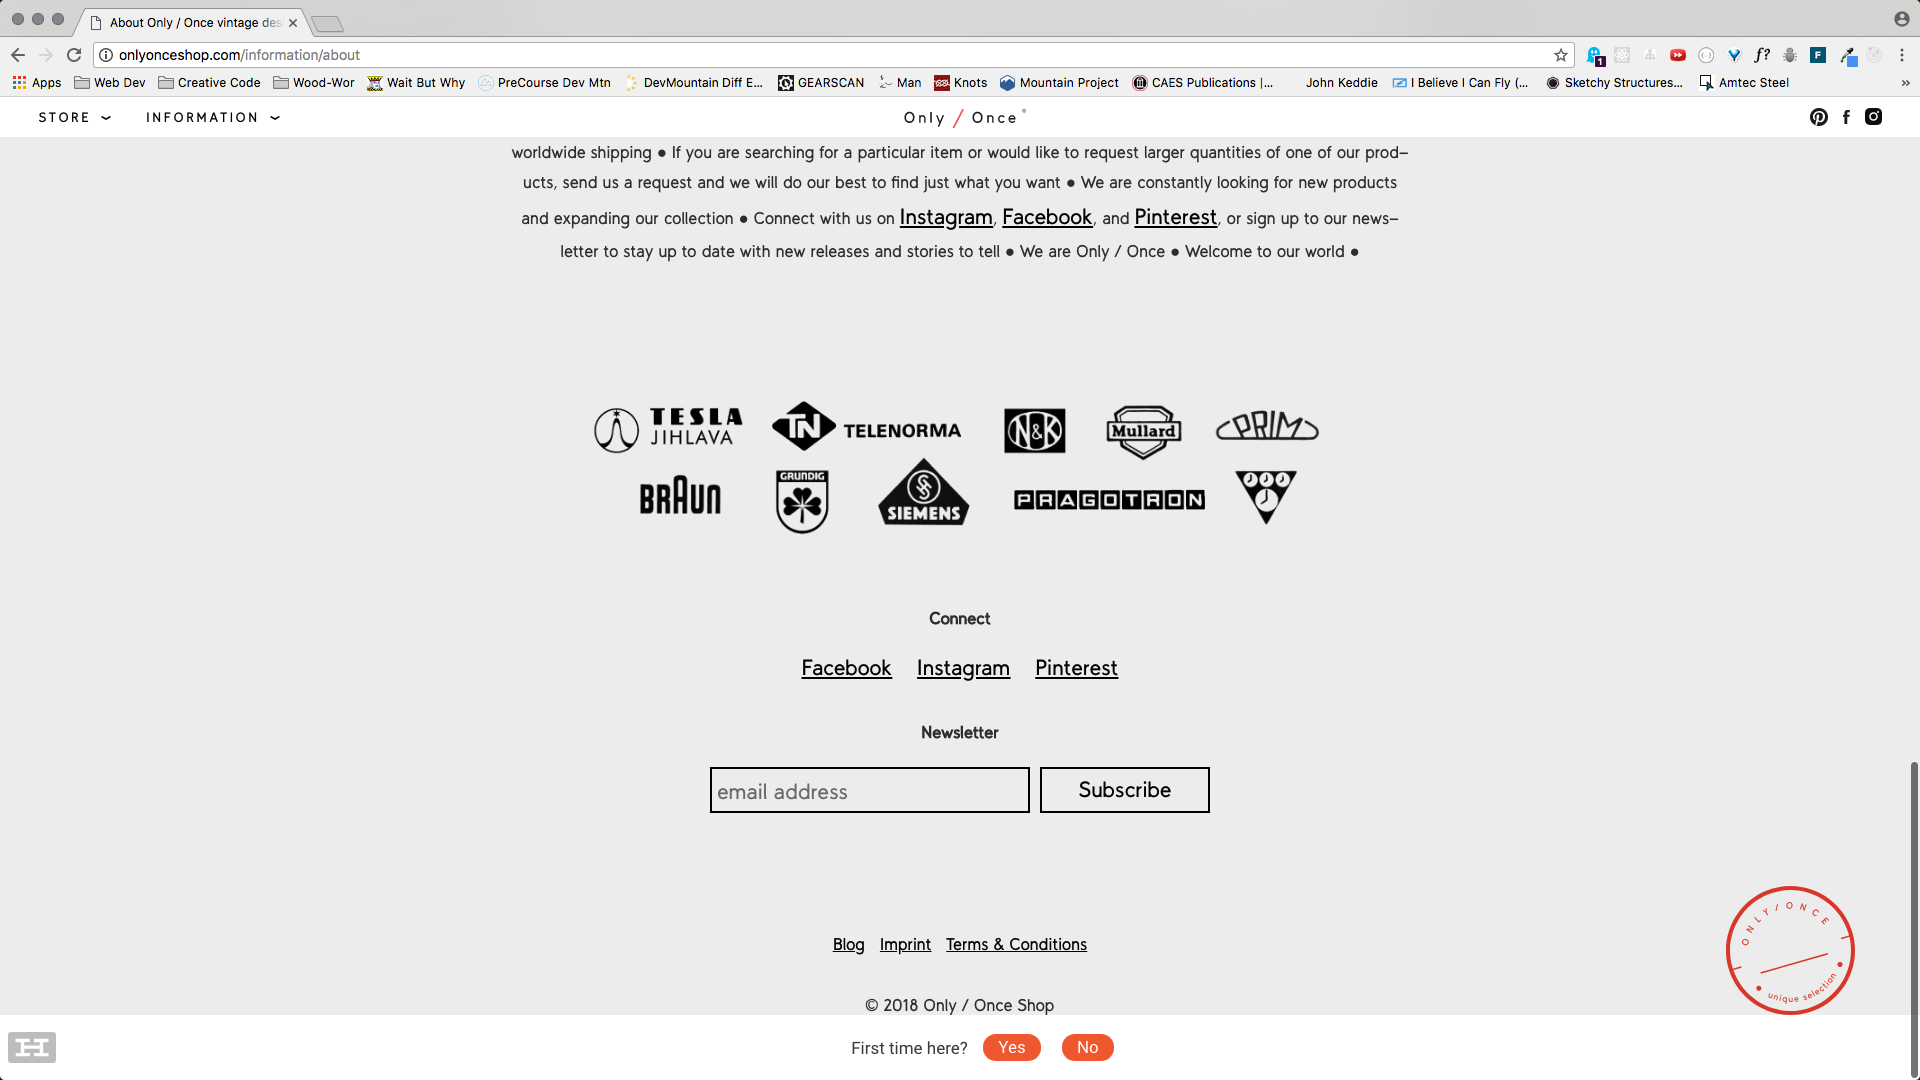 About Only / Once vintage des
onlyonceshop.com/information/about
1
f?
F
Apps Web Dev Creative Code Wood-Wor Wait But Why PreCourse Dev Mtn DevMountain Diff E... GEARSCAN Man Knots Mountain Project CAES Publications |... John Keddie I Believe I Can Fly (... Sketchy Structures... Amtec Steel »
STORE INFORMATION Only / Once
worldwide shipping ● If you are searching for a particular item or would like to request larger quantities of one of our prod–
ucts, send us a request and we will do our best to find just what you want ● We are constantly looking for new products
and expanding our collection ● Connect with us on Instagram, Facebook, and Pinterest, or sign up to our news–
letter to stay up to date with new releases and stories to tell ● We are Only / Once ● Welcome to our world ●
TESLA
JIHLAVA
TN TELENORMA
N&K
Mullard
PRIM
BRAUN
GRUNDIG
SIEMENS
PRAGOTRON
Connect
Facebook Instagram Pinterest
Newsletter
email address Subscribe
Blog Imprint Terms & Conditions
ONLY/ONCE
unique selection
© 2018 Only / Once Shop
First time here? Yes No